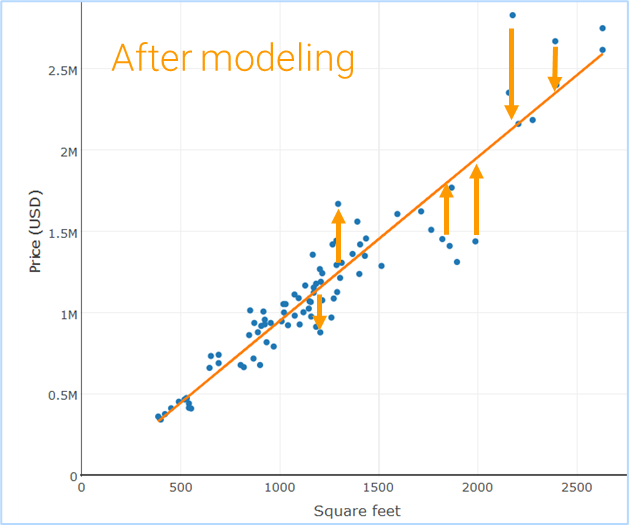 After modeling
2.5M
2M
1.5M
1M
0.5M
0
Price (USD)
0 500 1000 1500 2000 2500
Square feet